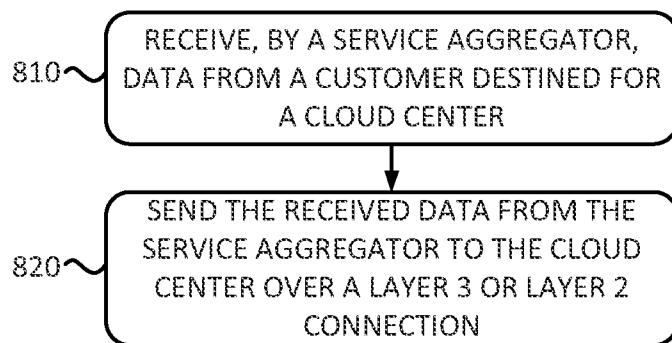 810
RECEIVE, BY A SERVICE AGGREGATOR,
DATA FROM A CUSTOMER DESTINED FOR
A CLOUD CENTER
820
SEND THE RECEIVED DATA FROM THE
SERVICE AGGREGATOR TO THE CLOUD
CENTER OVER A LAYER 3 OR LAYER 2
CONNECTION